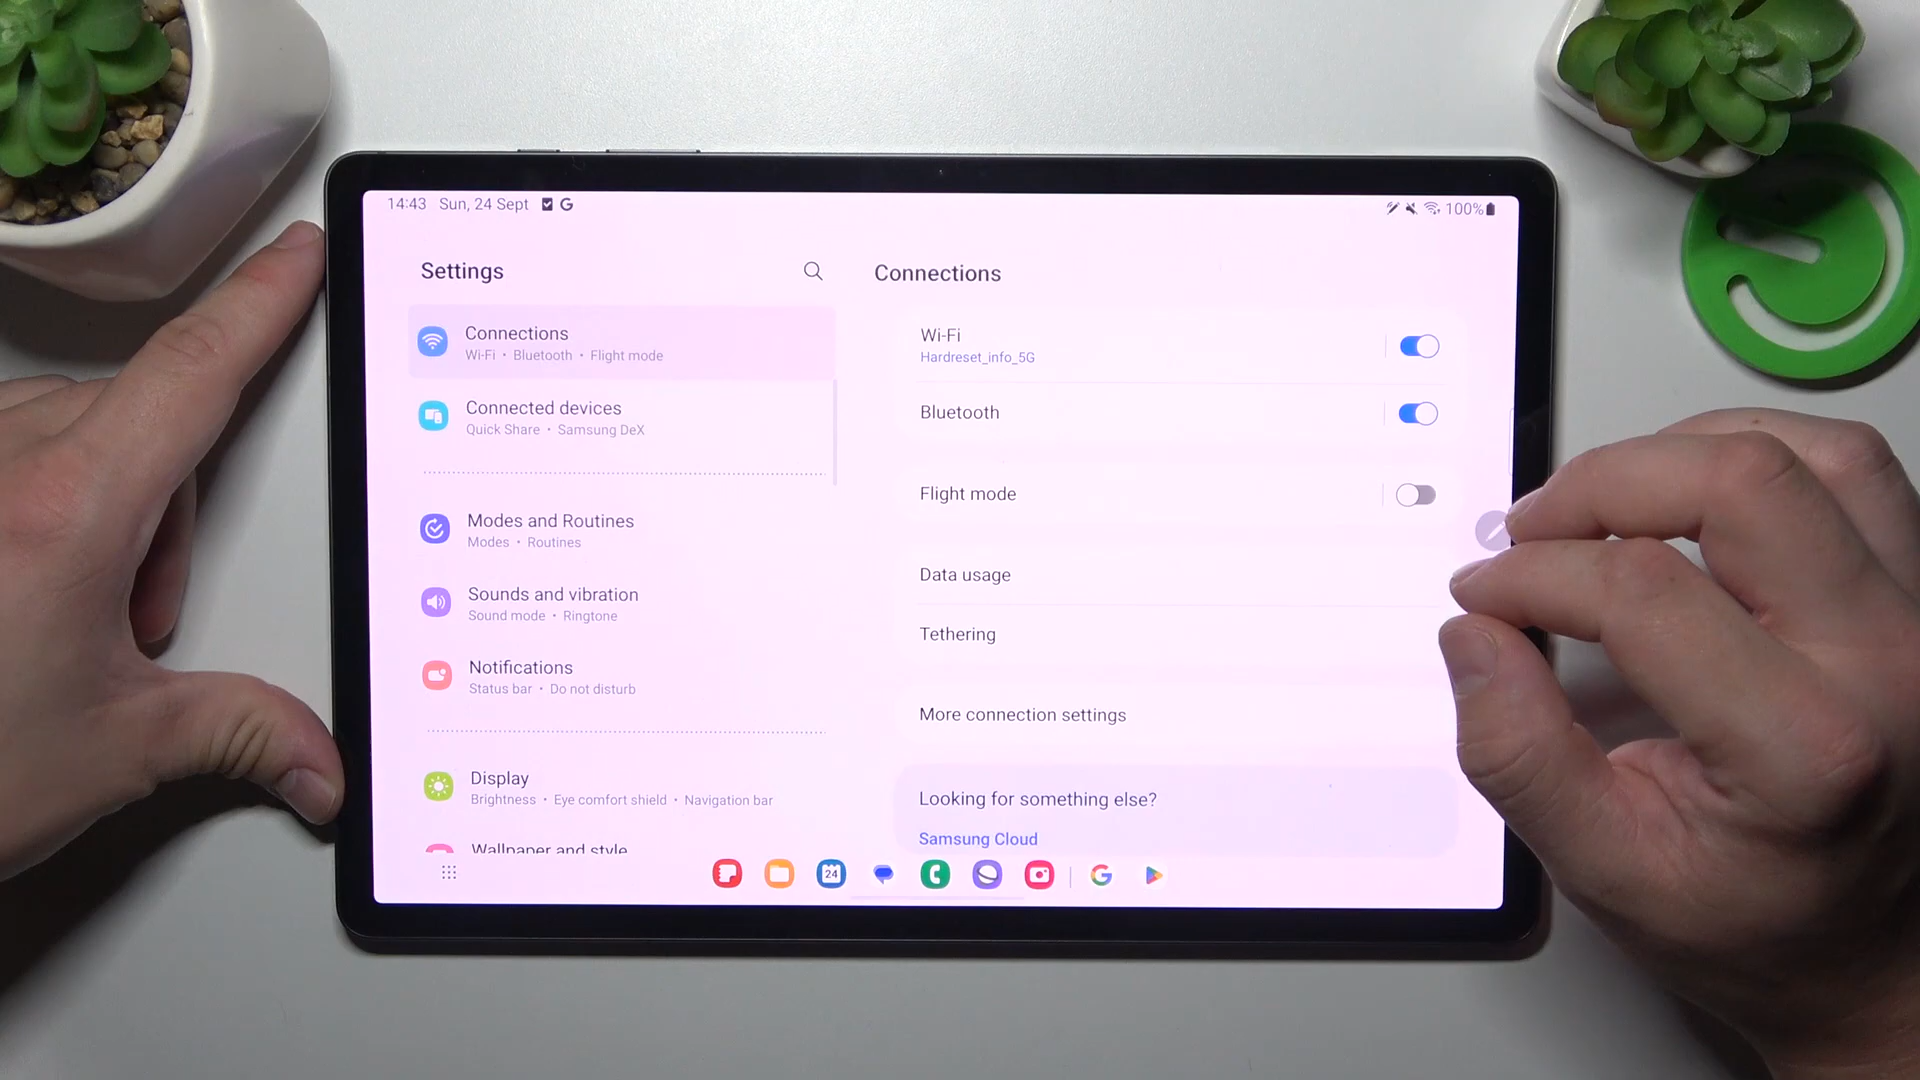 14:43 Sun, 24 Sept
100%
Settings
Connections
Wi-Fi • Bluetooth • Flight mode
Connected devices
Quick Share • Samsung DeX
Modes and Routines
Modes • Routines
Sounds and vibration
Sound mode • Ringtone
Notifications
Status bar • Do not disturb
Display
Brightness • Eye comfort shield • Navigation bar
Wallpaper and style
Connections
Wi-Fi
Hardreset_info_5G
Bluetooth
Flight mode
Data usage
Tethering
More connection settings
Looking for something else?
Samsung Cloud
24